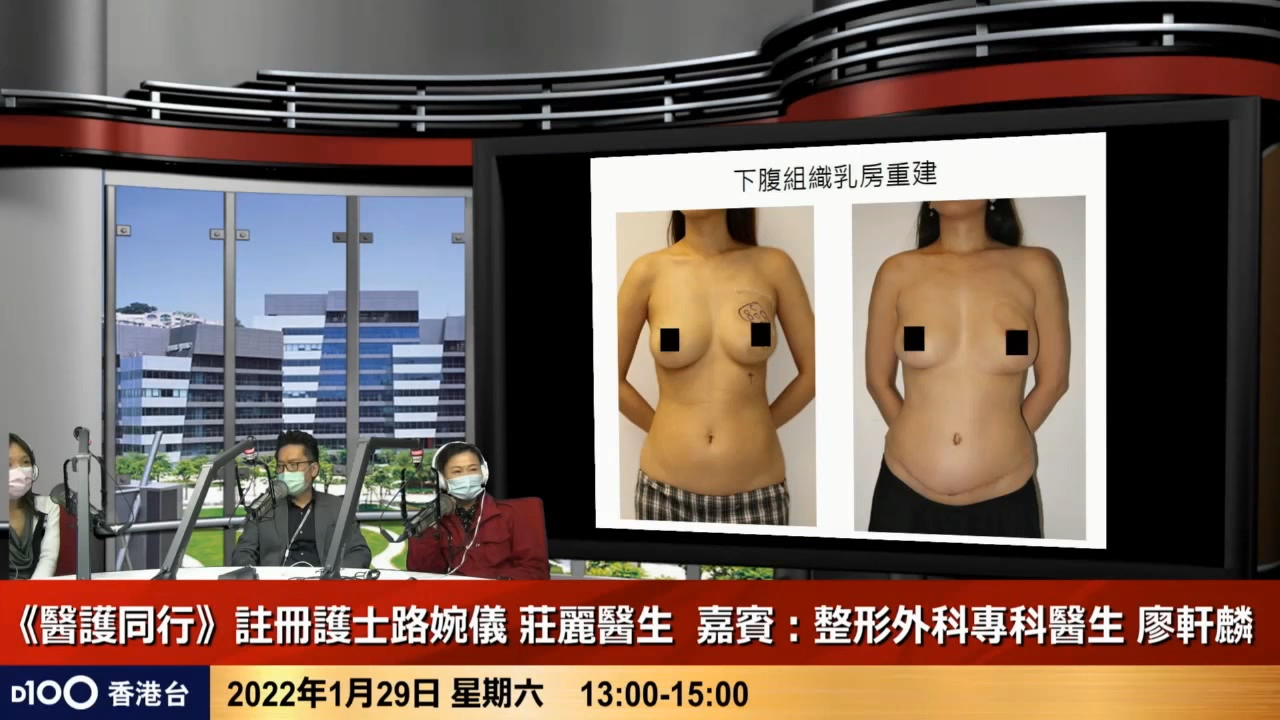 下腹組織乳房重建
《醫護同行》 註冊護士路婉儀 莊麗醫生 嘉賓：整形外科專科醫生 廖軒麟
D100 香港台
2022年1月29日 星期六 13:00-15:00